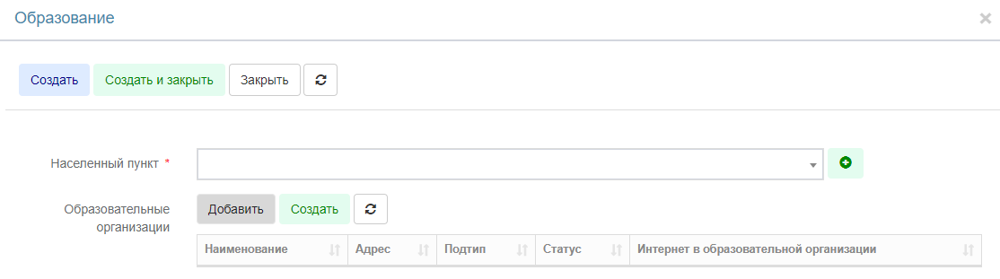 Образование
Создать Создать и закрыть Закрыть
Населенный пункт *
Образовательные
организации
Добавить Создать
Наименование Адрес Подтип Статус Интернет в образовательной организации